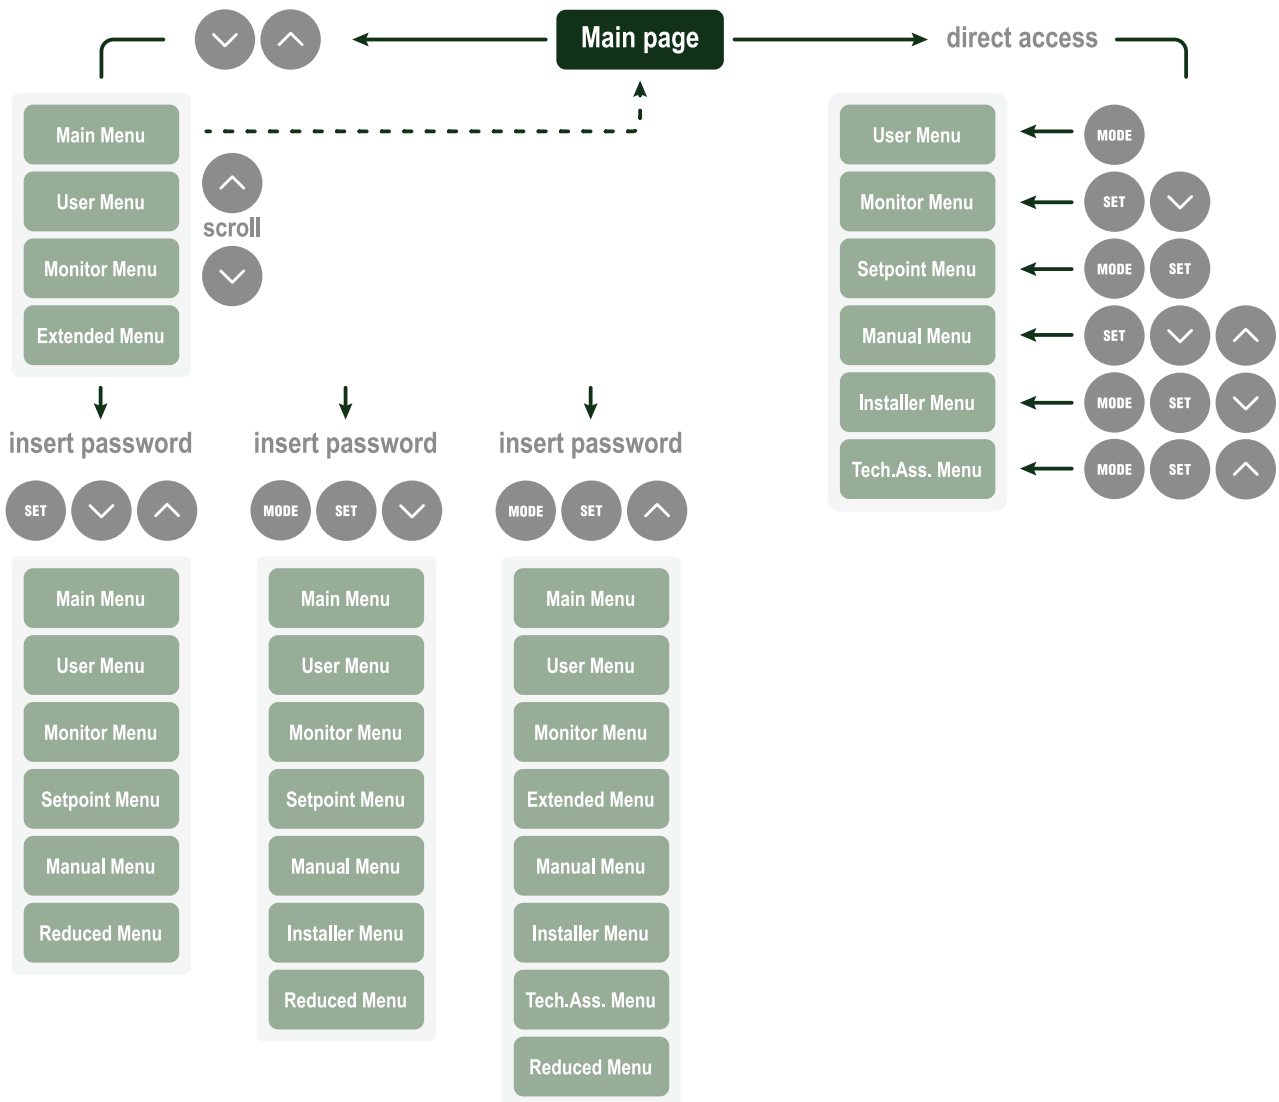 Main page
direct access
Main Menu
User Menu
Monitor Menu
Extended Menu
scroll
User Menu
MODE
Monitor Menu
SET
Setpoint Menu
MODE SET
Manual Menu
SET
Installer Menu
MODE SET
Tech.Ass. Menu
MODE SET
insert password
SET
Main Menu
User Menu
Monitor Menu
Setpoint Menu
Manual Menu
Reduced Menu
insert password
MODE SET
Main Menu
User Menu
Monitor Menu
Setpoint Menu
Manual Menu
Installer Menu
Reduced Menu
insert password
MODE SET
Main Menu
User Menu
Monitor Menu
Extended Menu
Manual Menu
Installer Menu
Tech.Ass. Menu
Reduced Menu